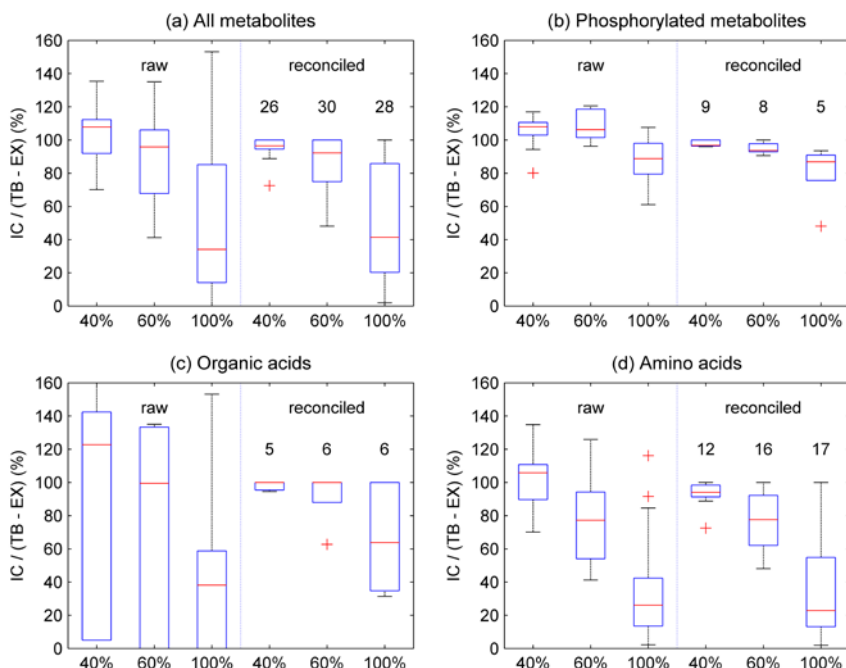 (a) All metabolites
IC / (TB - EX) (%)
160
140
120
100
80
60
40
20
0
raw
reconciled
26 30 28
40% 60% 100% 40% 60% 100%
(b) Phosphorylated metabolites
IC / (TB - EX) (%)
160
140
120
100
80
60
40
20
0
raw
reconciled
9 8 5
40% 60% 100% 40% 60% 100%
(c) Organic acids
IC / (TB - EX) (%)
160
140
120
100
80
60
40
20
0
raw
reconciled
5 6 6
40% 60% 100% 40% 60% 100%
(d) Amino acids
IC / (TB - EX) (%)
160
140
120
100
80
60
40
20
0
raw
reconciled
12 16 17
40% 60% 100% 40% 60% 100%